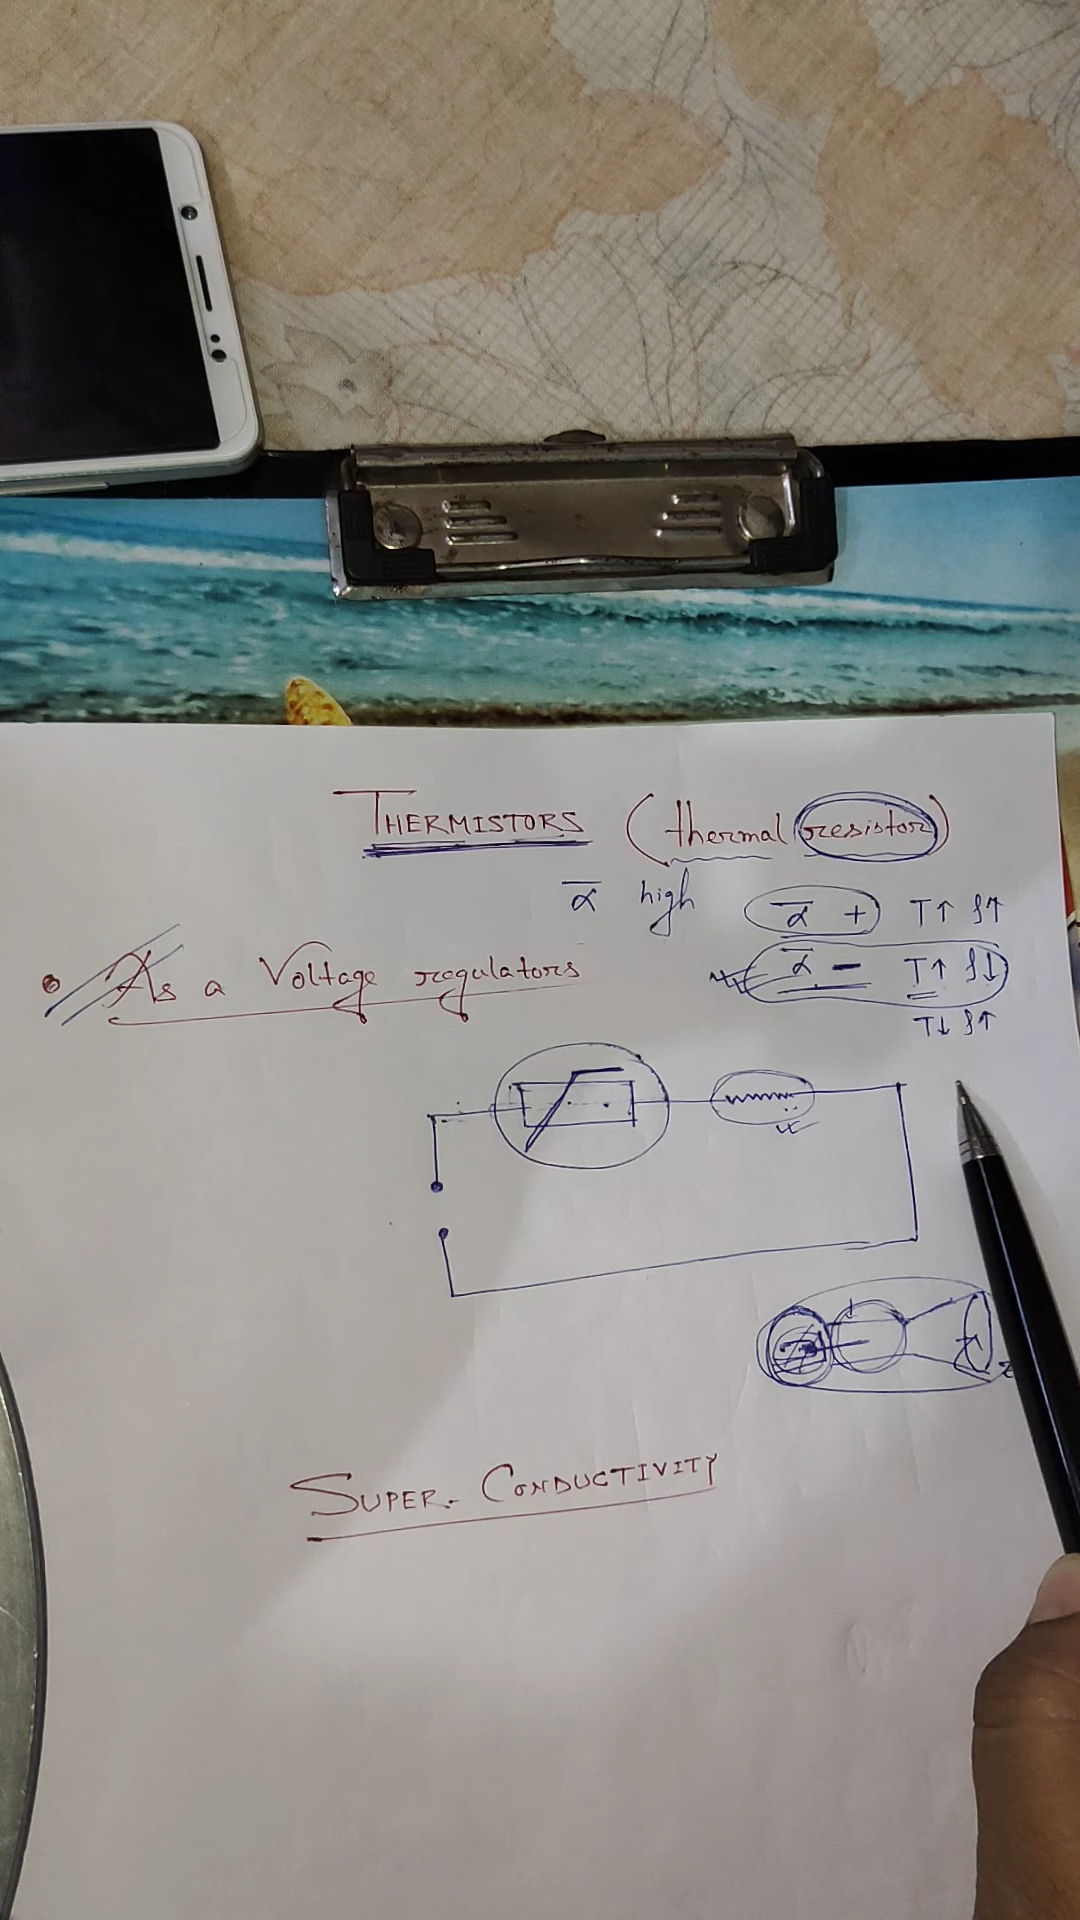 THERMISTORS (thermal resistor)
ᾱ high
ᾱ + T↑ ρ↑
ᾱ - T↑ ρ↓
T↓ ρ↑
• As a Voltage regulators
SUPER-CONDUCTIVITY